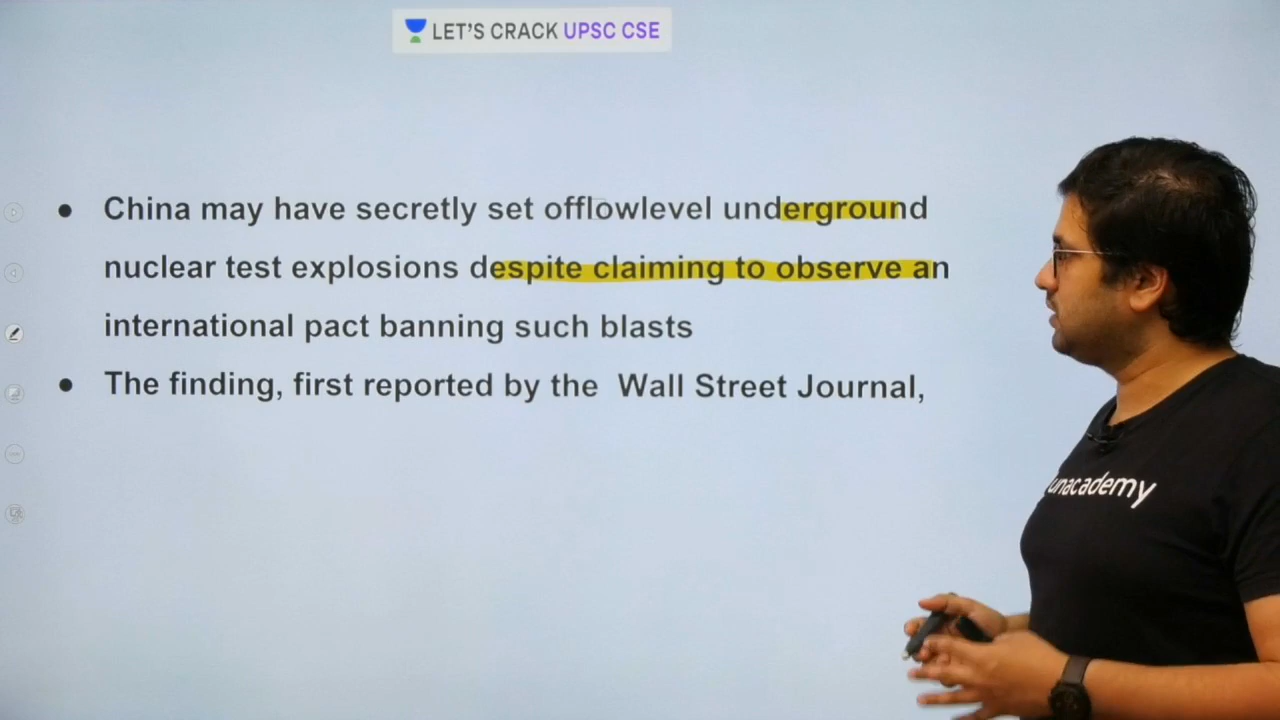 LET'S CRACK UPSC CSE
• China may have secretly set offlowlevel underground
nuclear test explosions despite claiming to observe an
international pact banning such blasts
• The finding, first reported by the Wall Street Journal,
unacademy